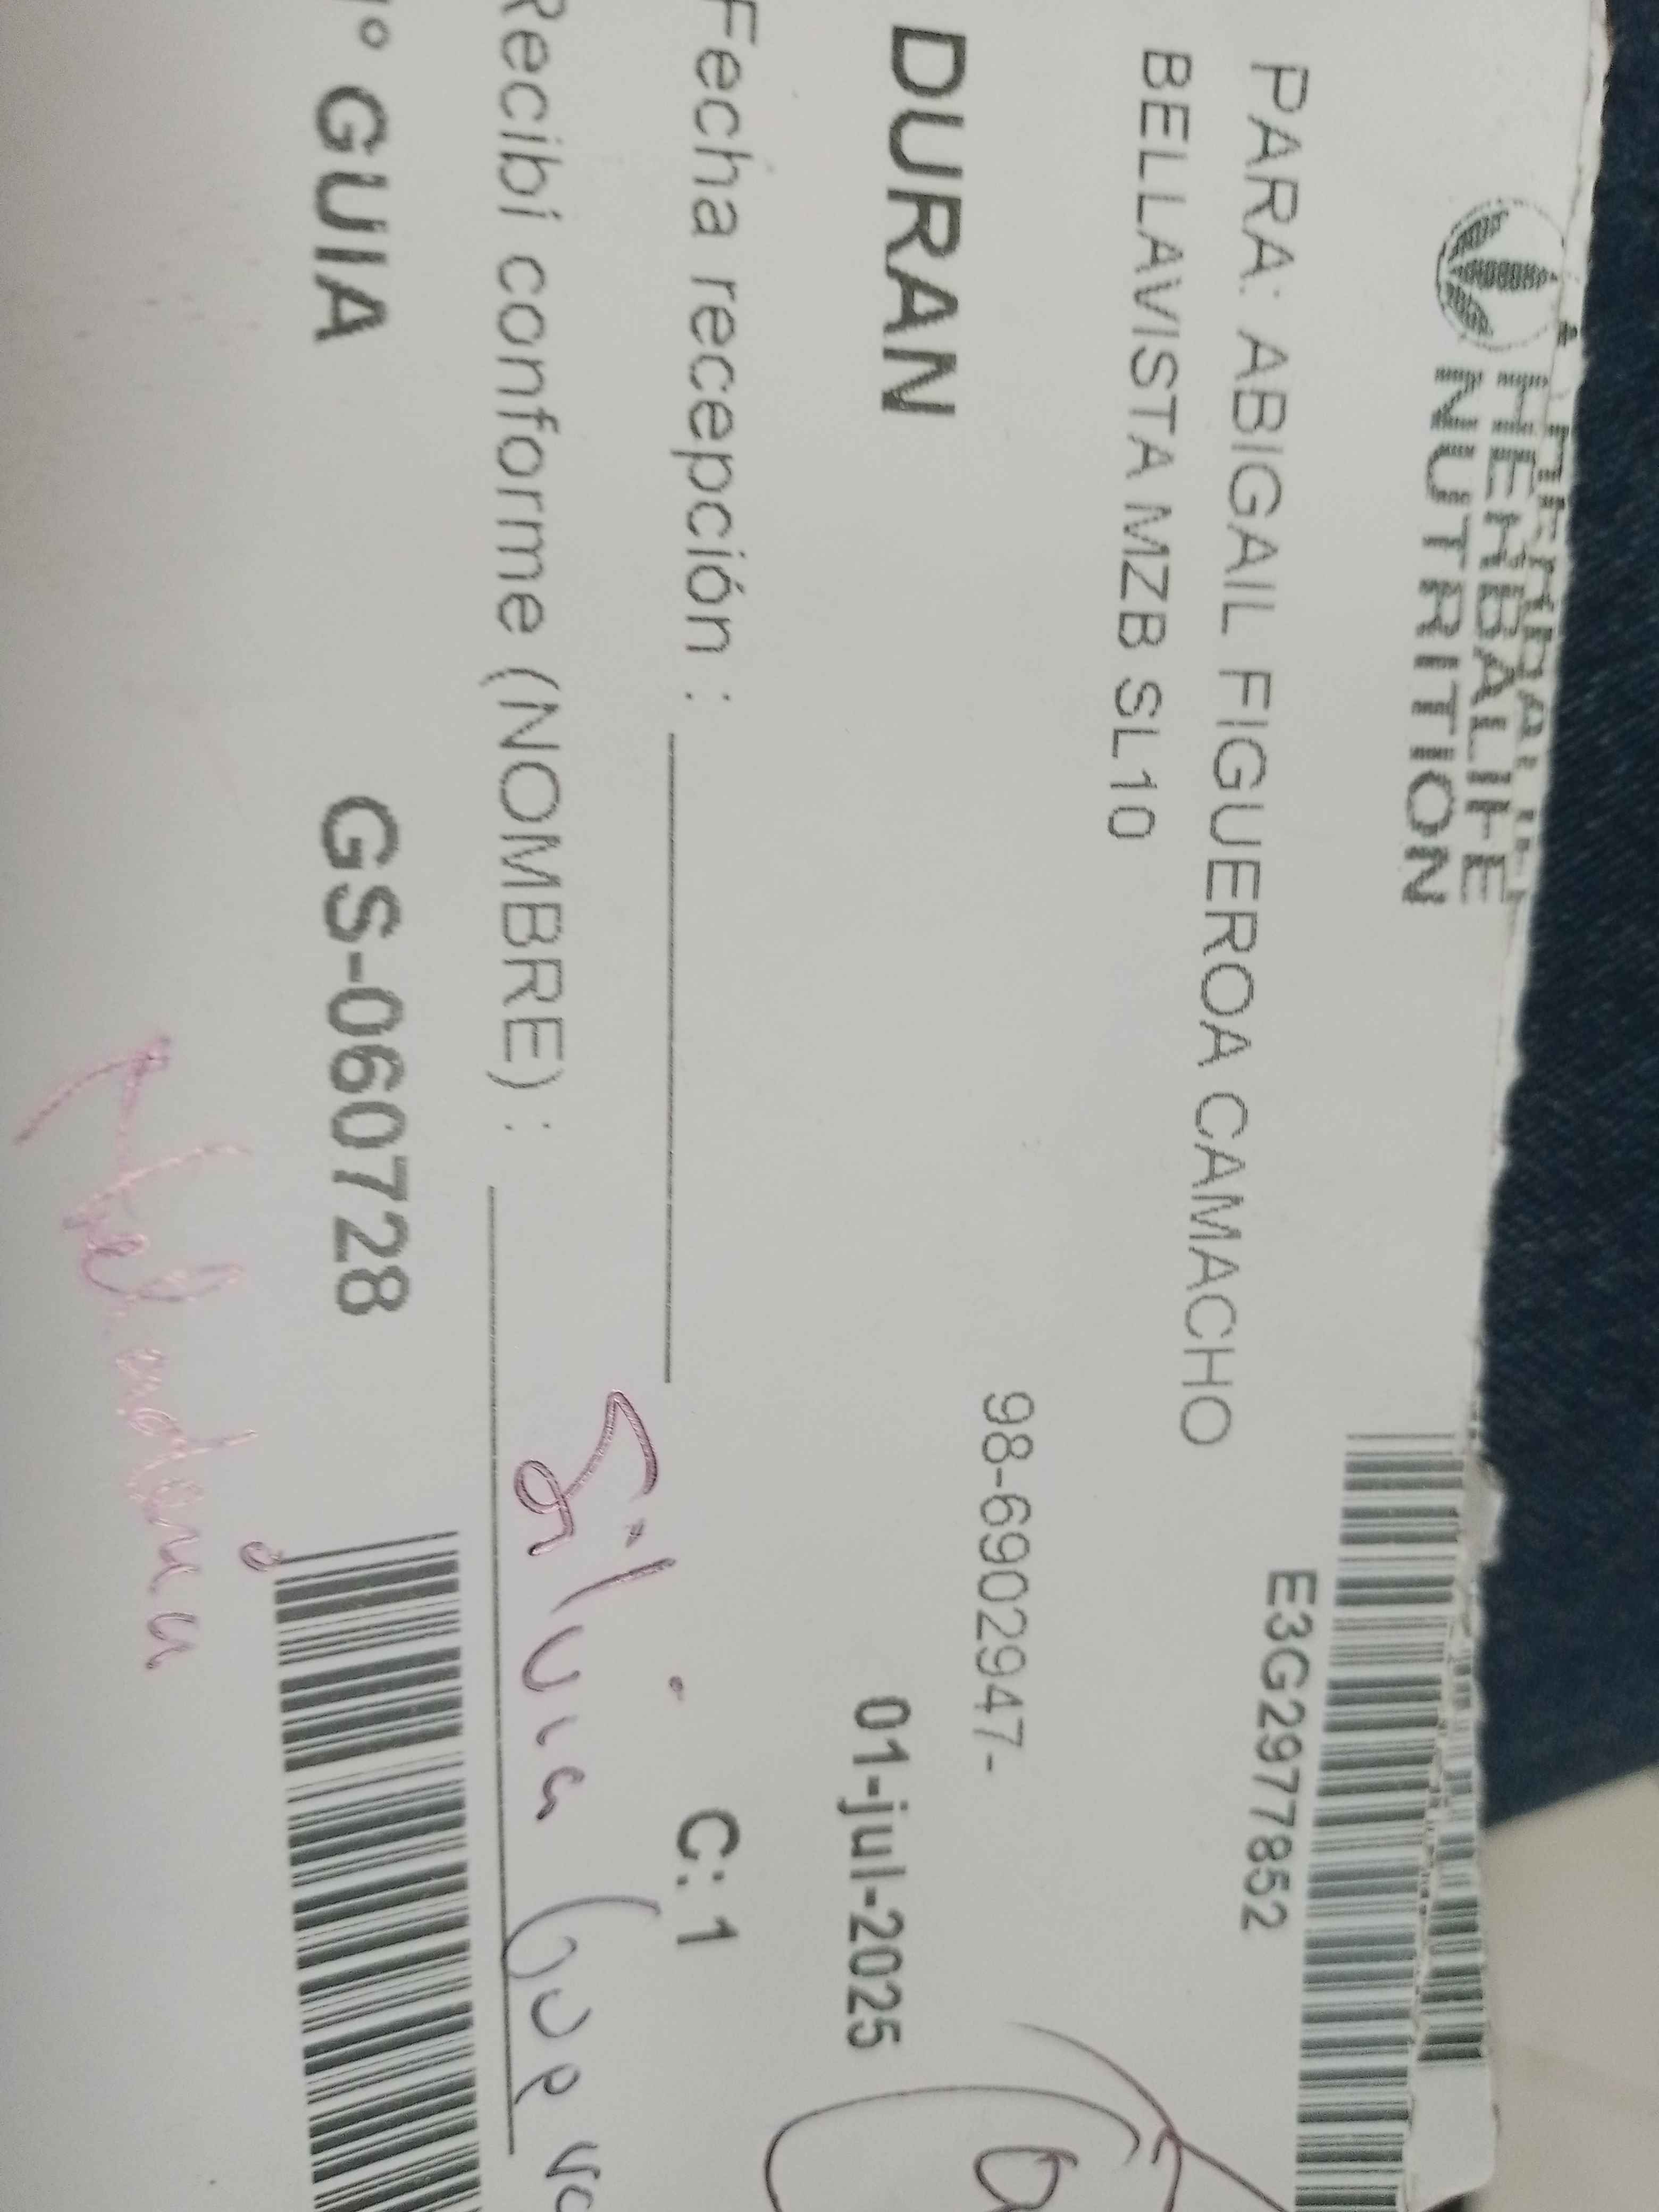 HERBALIFE
NUTRITION
E3G2977852
PARA: ABIGAIL FIGUEROA CAMACHO
BELLAVISTA MZB SL10
98-6902947-
DURAN
01-jul-2025
Fecha recepción :
C: 1
Recibí conforme (NOMBRE) : Silvia
GUIA GS-060728